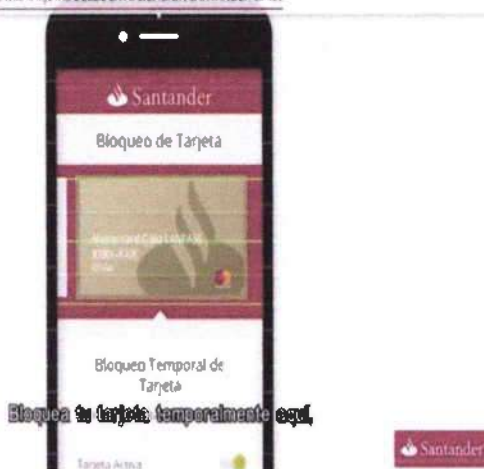 Santander
Bloqueo de Tarjeta
Bloqueo Temporal de
Tarjeta
Bloquea tu tarjeta temporalmente aquí,
Tarjeta Activa
Santander